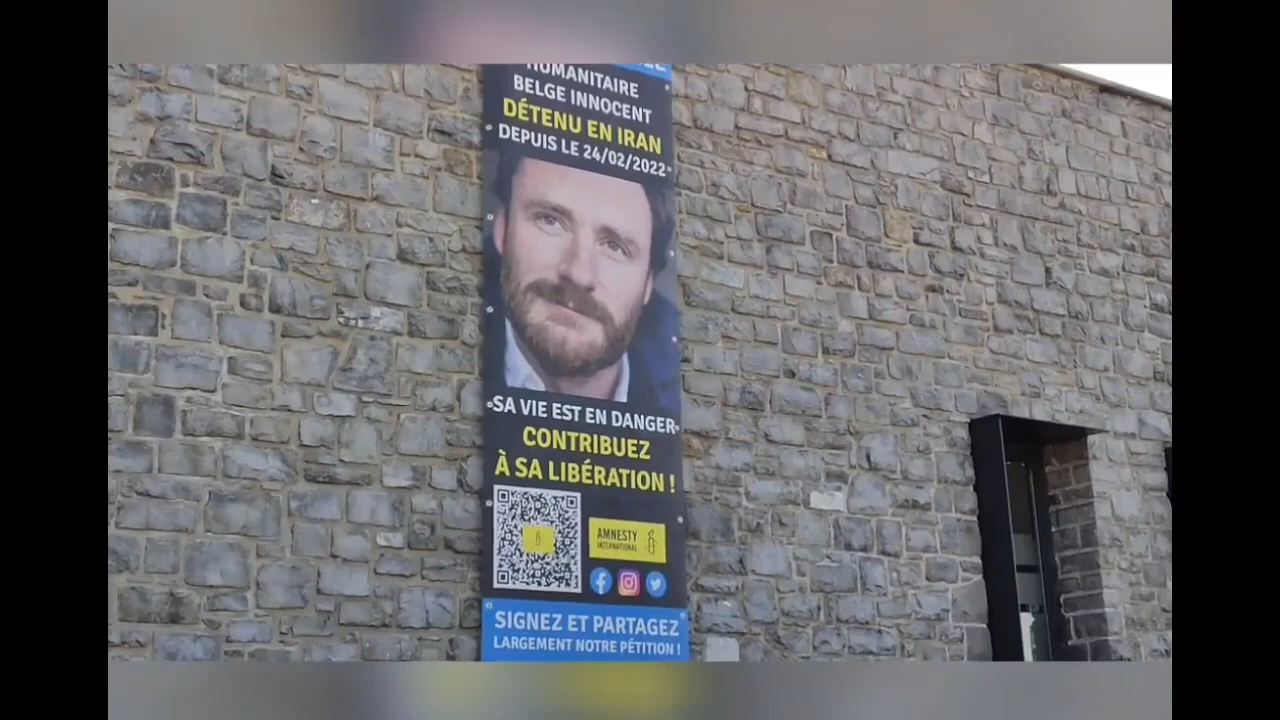 HUMANITAIRE
BELGE INNOCENT
DÉTENU EN IRAN
DEPUIS LE 24/02/2022
SA VIE EST EN DANGER
CONTRIBUEZ
À SA LIBÉRATION !
AMNESTY
INTERNATIONAL
SIGNEZ ET PARTAGEZ
LARGEMENT NOTRE PÉTITION !